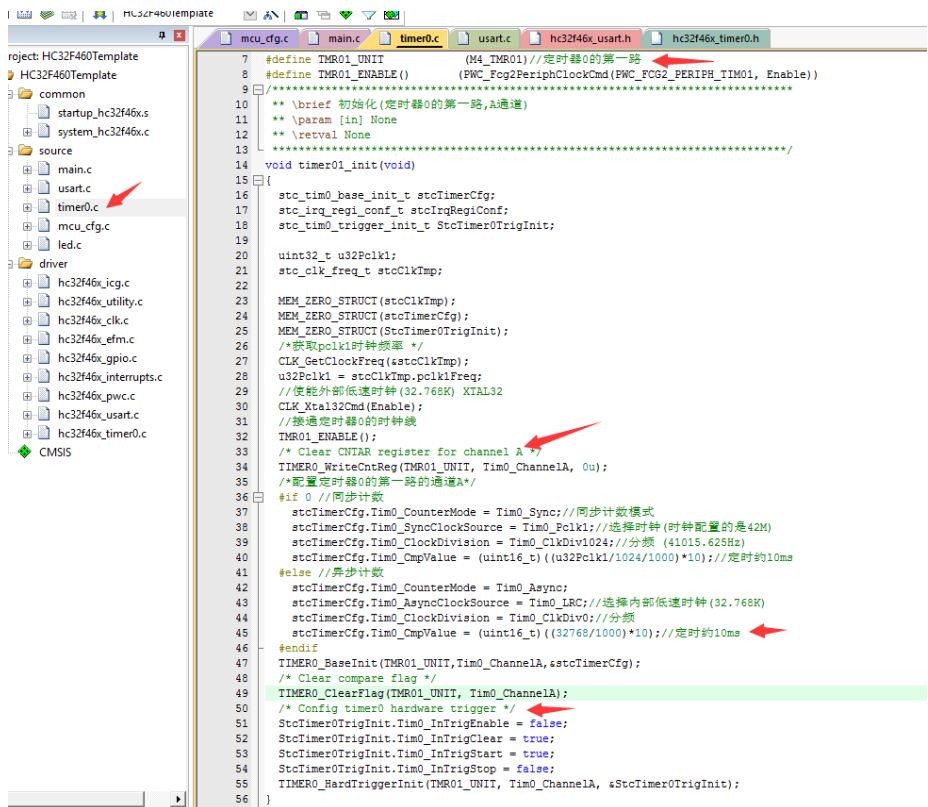 HC32F460Template
roject: HC32F460Template
HC32F460Template
common
startup_hc32f46x.s
system_hc32f46x.c
source
main.c
usart.c
timer0.c
mcu_cfg.c
led.c
driver
hc32f46x_icg.c
hc32f46x_utility.c
hc32f46x_clk.c
hc32f46x_efm.c
hc32f46x_gpio.c
hc32f46x_interrupts.c
hc32f46x_pwc.c
hc32f46x_usart.c
hc32f46x_timer0.c
CMSIS
mcu_cfg.c main.c timer0.c usart.c hc32f46x_usart.h hc32f46x_timer0.h
7 #define TMR01_UNIT (M4_TMR01)//定时器0的第一路
8 #define TMR01_ENABLE() (PWC_Fcg2PeriphClockCmd(PWC_FCG2_PERIPH_TIM01, Enable))
9 /*******************************************************************************
10 ** \brief 初始化(定时器0的第一路,A通道)
11 ** \param [in] None
12 ** \retval None
13 ******************************************************************************/
14 void timer01_init(void)
15 {
16 stc_tim0_base_init_t stcTimerCfg;
17 stc_irq_regi_conf_t stcIrqRegiConf;
18 stc_tim0_trigger_init_t StcTimer0TrigInit;
19
20 uint32_t u32Pclk1;
21 stc_clk_freq_t stcClkTmp;
22
23 MEM_ZERO_STRUCT(stcClkTmp);
24 MEM_ZERO_STRUCT(stcTimerCfg);
25 MEM_ZERO_STRUCT(StcTimer0TrigInit);
26 /*获取pclk1时钟频率 */
27 CLK_GetClockFreq(&stcClkTmp);
28 u32Pclk1 = stcClkTmp.pclk1Freq;
29 //使能外部低速时钟(32.768K) XTAL32
30 CLK_Xtal32Cmd(Enable);
31 //接通定时器0的时钟线
32 TMR01_ENABLE();
33 /* Clear CNTAR register for channel A */
34 TIMER0_WriteCntReg(TMR01_UNIT, Tim0_ChannelA, 0u);
35 /*配置定时器0的第一路的通道A*/
36 #if 0 //同步计数
37 stcTimerCfg.Tim0_CounterMode = Tim0_Sync;//同步计数模式
38 stcTimerCfg.Tim0_SyncClockSource = Tim0_Pclk1;//选择时钟(时钟配置的是42M)
39 stcTimerCfg.Tim0_ClockDivision = Tim0_ClkDiv1024;//分频 (41015.625Hz)
40 stcTimerCfg.Tim0_CmpValue = (uint16_t)((u32Pclk1/1024/1000)*10);//定时约10ms
41 #else //异步计数
42 stcTimerCfg.Tim0_CounterMode = Tim0_Async;
43 stcTimerCfg.Tim0_AsyncClockSource = Tim0_LRC;//选择内部低速时钟(32.768K)
44 stcTimerCfg.Tim0_ClockDivision = Tim0_ClkDiv0;//分频
45 stcTimerCfg.Tim0_CmpValue = (uint16_t)((32768/1000)*10);//定时约10ms
46 #endif
47 TIMER0_BaseInit(TMR01_UNIT,Tim0_ChannelA,&stcTimerCfg);
48 /* Clear compare flag */
49 TIMER0_ClearFlag(TMR01_UNIT, Tim0_ChannelA);
50 /* Config timer0 hardware trigger */
51 StcTimer0TrigInit.Tim0_InTrigEnable = false;
52 StcTimer0TrigInit.Tim0_InTrigClear = true;
53 StcTimer0TrigInit.Tim0_InTrigStart = true;
54 StcTimer0TrigInit.Tim0_InTrigStop = false;
55 TIMER0_HardTriggerInit(TMR01_UNIT, Tim0_ChannelA, &StcTimer0TrigInit);
56 }